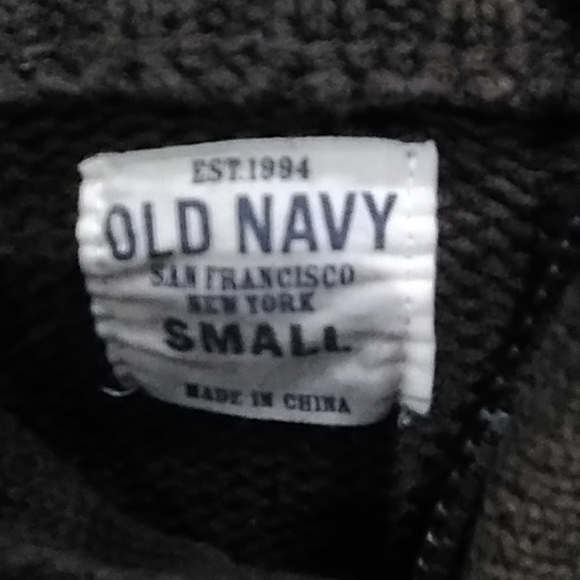 EST.1994
OLD NAVY
SAN FRANCISCO
NEW YORK
SMALL
MADE IN CHINA